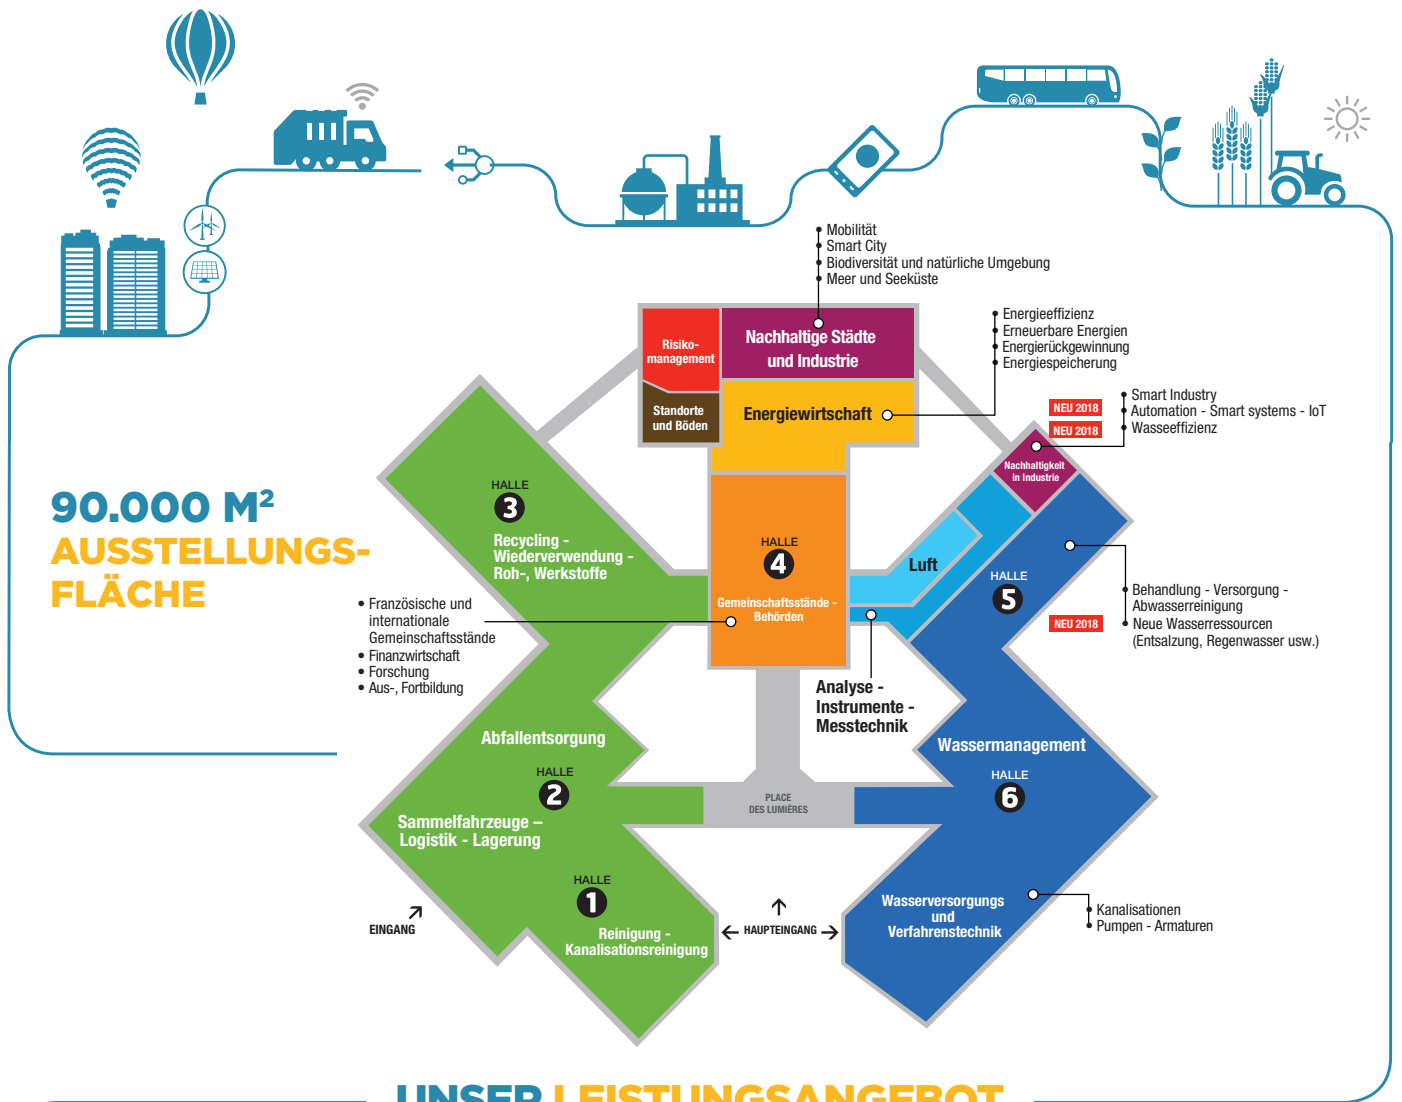 Mobilität
Smart City
Biodiversität und natürliche Umgebung
Meer und Seeküste
Energieeffizienz
Erneuerbare Energien
Energierückgewinnung
Energiespeicherung
Risiko-
management
Nachhaltige Städte
und Industrie
Standorte
und Böden
Energiewirtschaft
NEU 2018
NEU 2018
Smart Industry
Automation - Smart systems - IoT
Wasseeffizienz
Nachhaltigkeit
in Industrie
90.000 M²
AUSSTELLUNGS-
FLÄCHE
HALLE
3
Recycling -
Wiederverwendung -
Roh-, Werkstoffe
HALLE
4
Gemeinschaftsstände -
Behörden
Luft
HALLE
5
Behandlung - Versorgung -
Abwasserreinigung
NEU 2018
Neue Wasserressourcen
(Entsalzung, Regenwasser usw.)
• Französische und
internationale
Gemeinschaftsstände
• Finanzwirtschaft
• Forschung
• Aus-, Fortbildung
Analyse -
Instrumente -
Messtechnik
Abfallentsorgung
HALLE
2
Sammelfahrzeuge –
Logistik - Lagerung
Wassermanagement
HALLE
6
PLACE
DES LUMIÈRES
HALLE
1
Reinigung -
Kanalisationsreinigung
EINGANG
HAUPTEINGANG
Wasserversorgungs
und
Verfahrenstechnik
Kanalisationen
Pumpen - Armaturen
UNSER LEISTUNGSANGEBOT